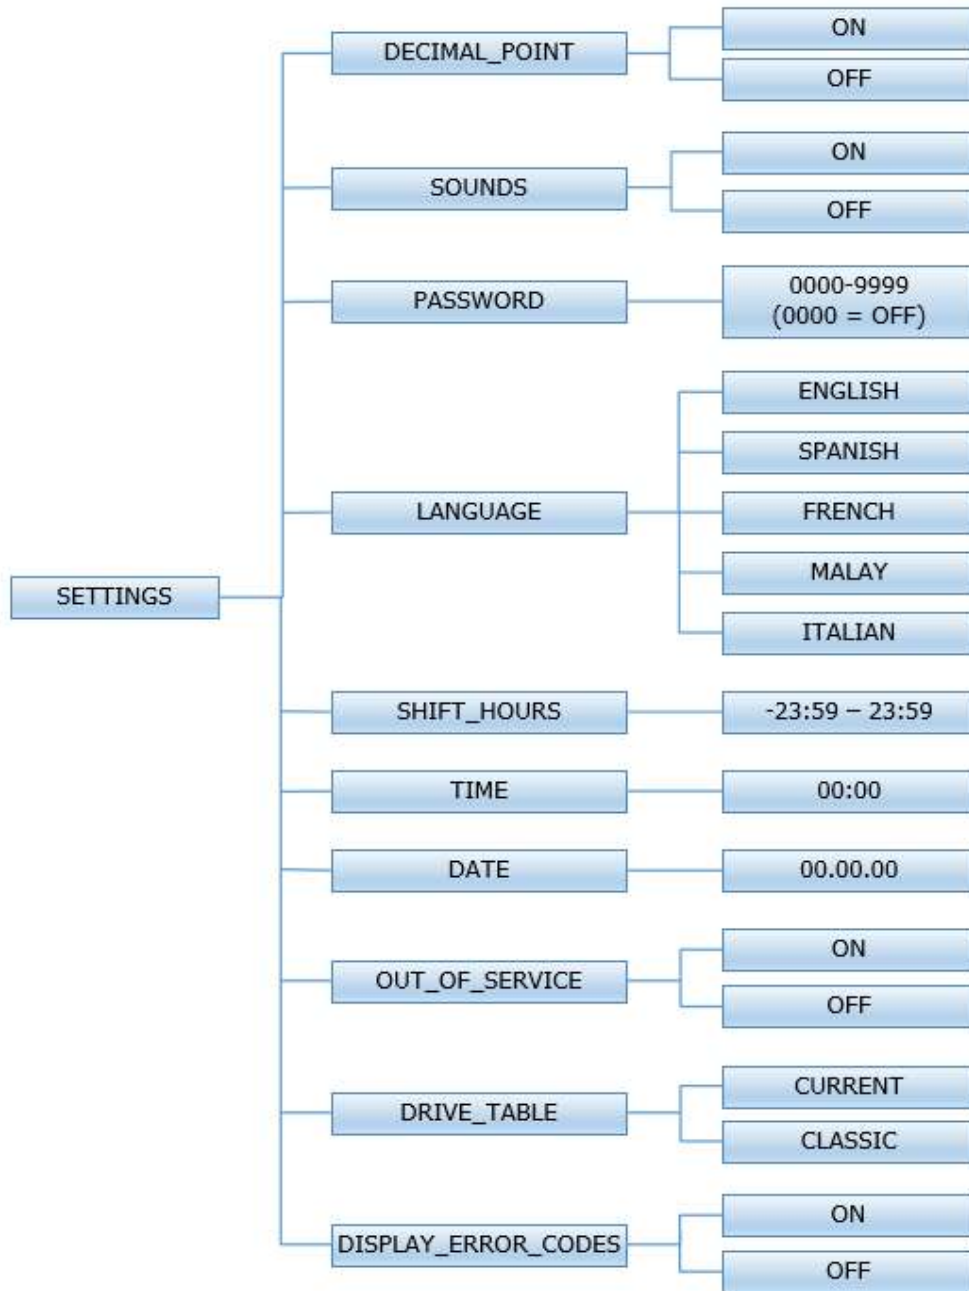 DECIMAL_POINT
ON
OFF
SOUNDS
ON
OFF
PASSWORD
0000-9999
(0000 = OFF)
LANGUAGE
ENGLISH
SPANISH
FRENCH
MALAY
ITALIAN
SETTINGS
SHIFT_HOURS
-23:59 – 23:59
TIME
00:00
DATE
00.00.00
OUT_OF_SERVICE
ON
OFF
DRIVE_TABLE
CURRENT
CLASSIC
DISPLAY_ERROR_CODES
ON
OFF